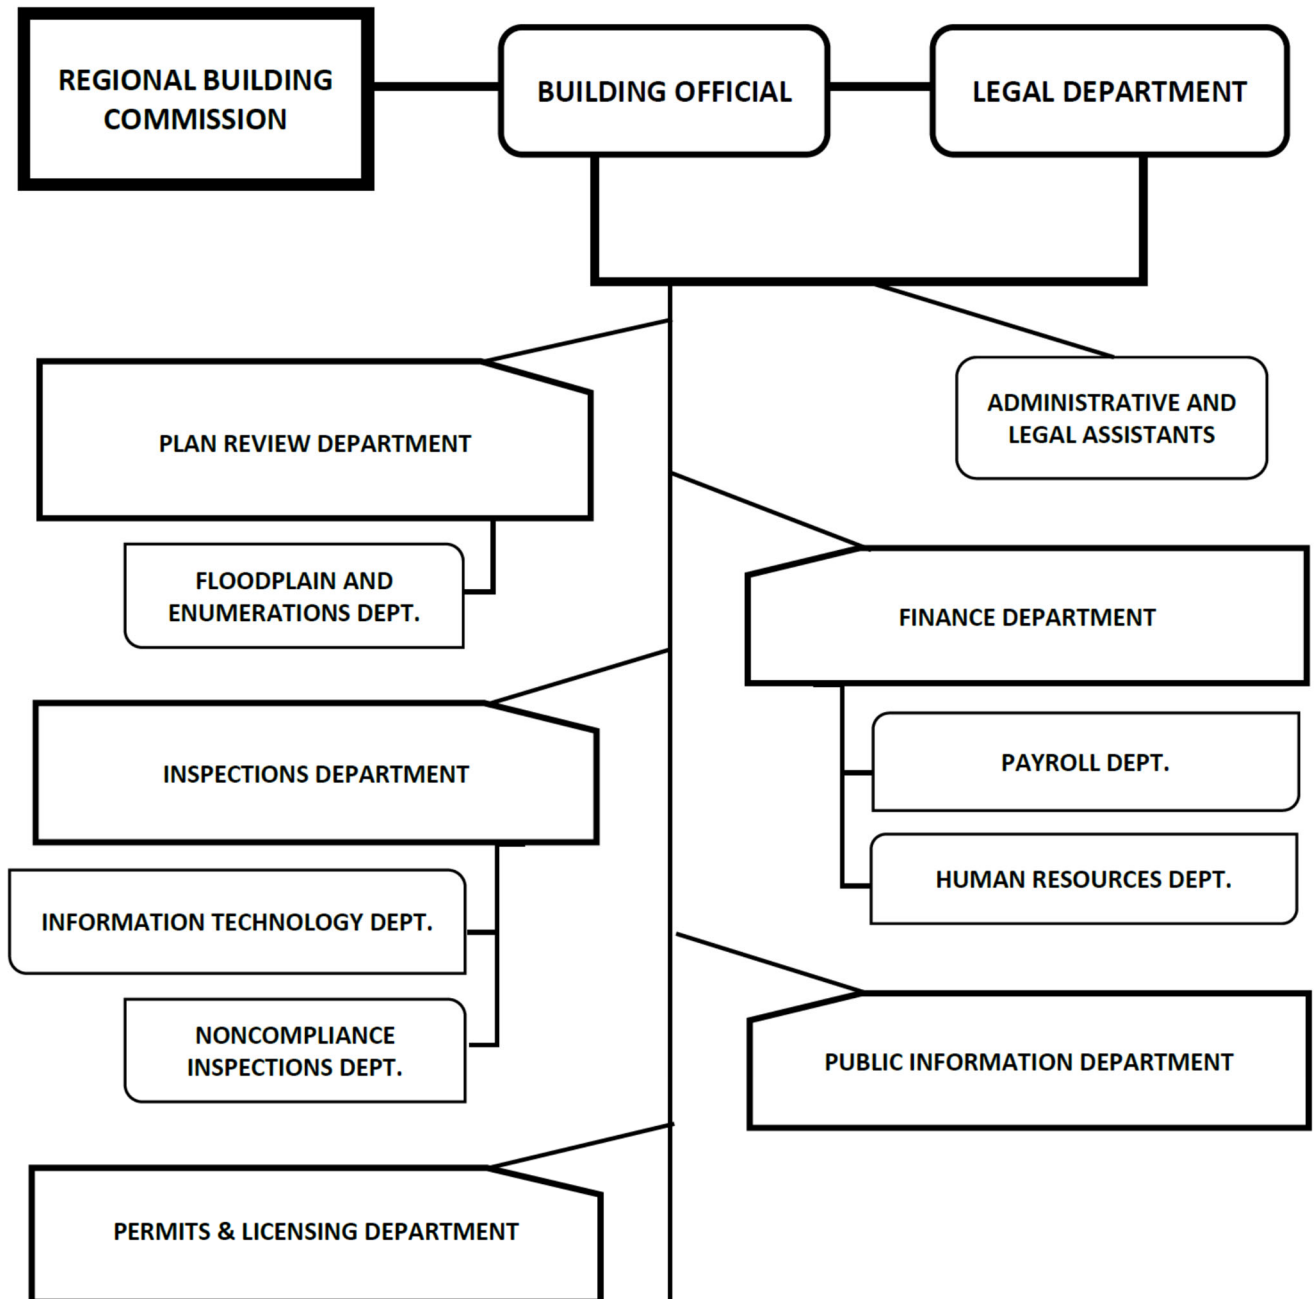 REGIONAL BUILDING
COMMISSION
BUILDING OFFICIAL
LEGAL DEPARTMENT
ADMINISTRATIVE AND
LEGAL ASSISTANTS
PLAN REVIEW DEPARTMENT
FLOODPLAIN AND
ENUMERATIONS DEPT.
FINANCE DEPARTMENT
PAYROLL DEPT.
HUMAN RESOURCES DEPT.
INSPECTIONS DEPARTMENT
INFORMATION TECHNOLOGY DEPT.
NONCOMPLIANCE
INSPECTIONS DEPT.
PUBLIC INFORMATION DEPARTMENT
PERMITS & LICENSING DEPARTMENT